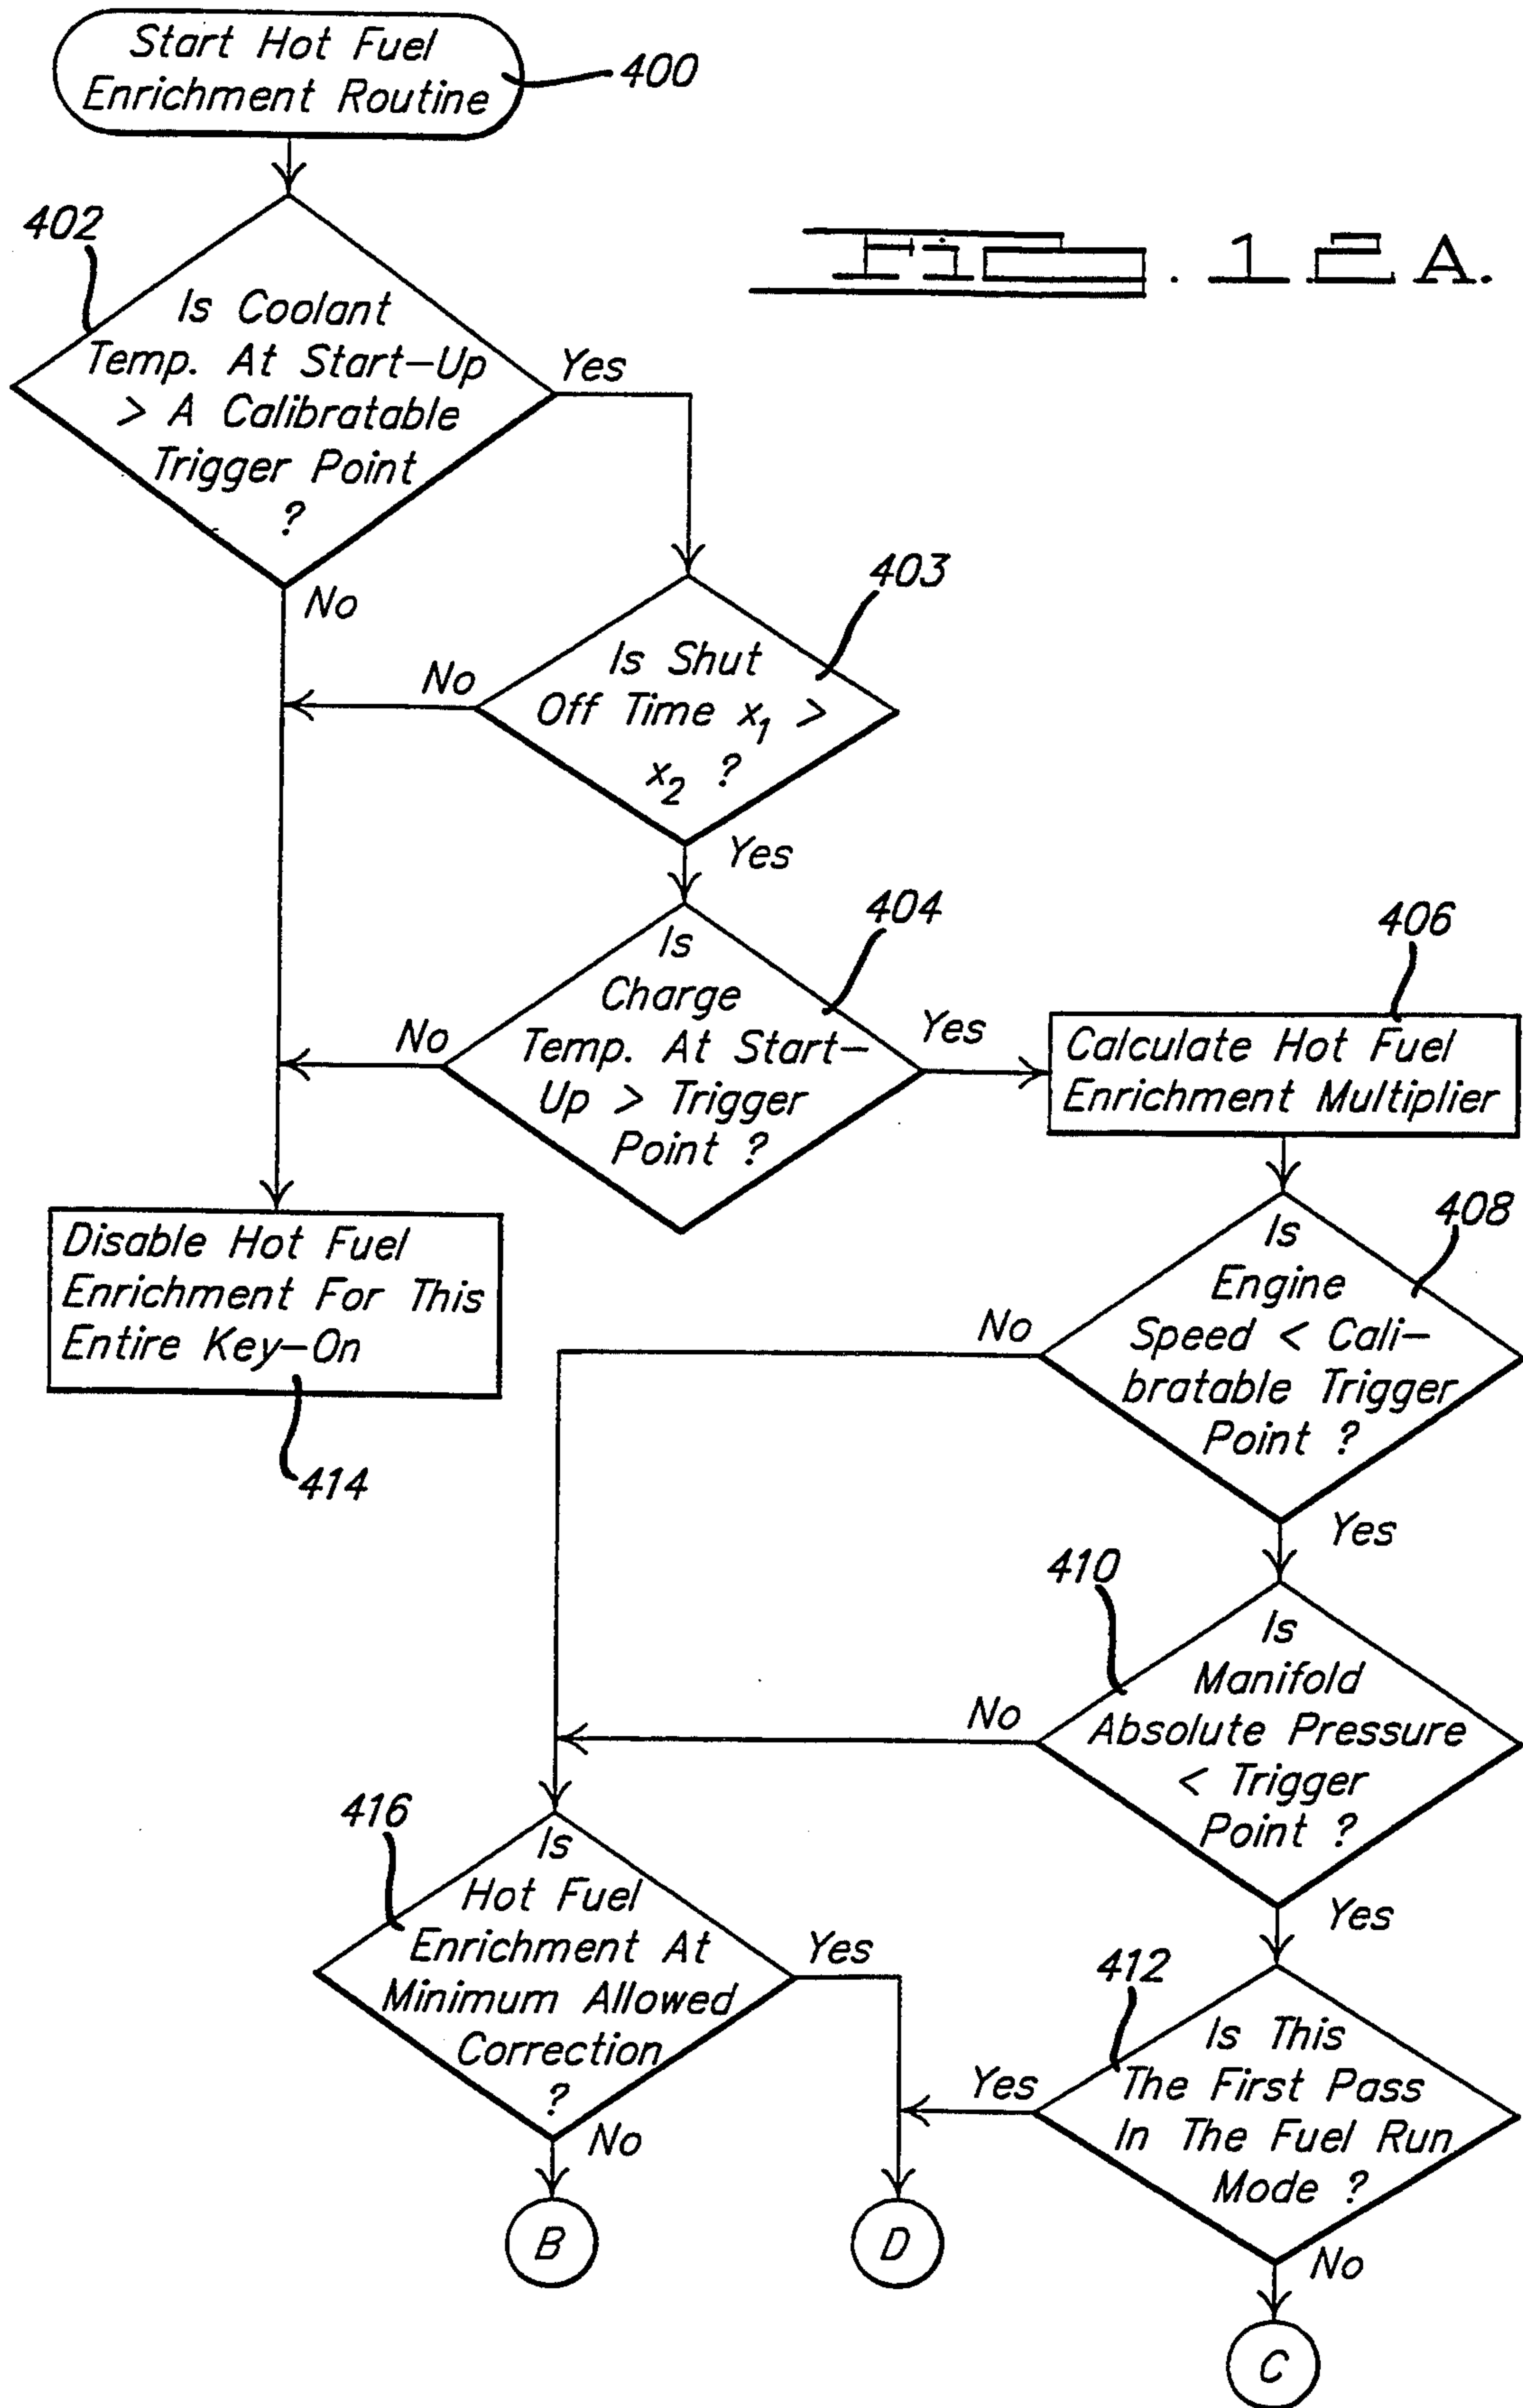 Start Hot Fuel
Enrichment Routine
400
FIG. 12A.
402
Is Coolant
Temp. At Start-Up
> A Calibratable
Trigger Point
?
Yes
No
403
Is Shut
Off Time x₁ >
x₂ ?
No
Yes
404
Is
Charge
Temp. At Start-
Up > Trigger
Point ?
No
Yes
406
Calculate Hot Fuel
Enrichment Multiplier
Disable Hot Fuel
Enrichment For This
Entire Key-On
414
408
Is
Engine
Speed < Cali-
bratable Trigger
Point ?
No
Yes
410
Is
Manifold
Absolute Pressure
< Trigger
Point ?
No
Yes
416
Is
Hot Fuel
Enrichment At
Minimum Allowed
Correction
?
Yes
No
412
Is This
The First Pass
In The Fuel Run
Mode ?
Yes
No
B
D
C